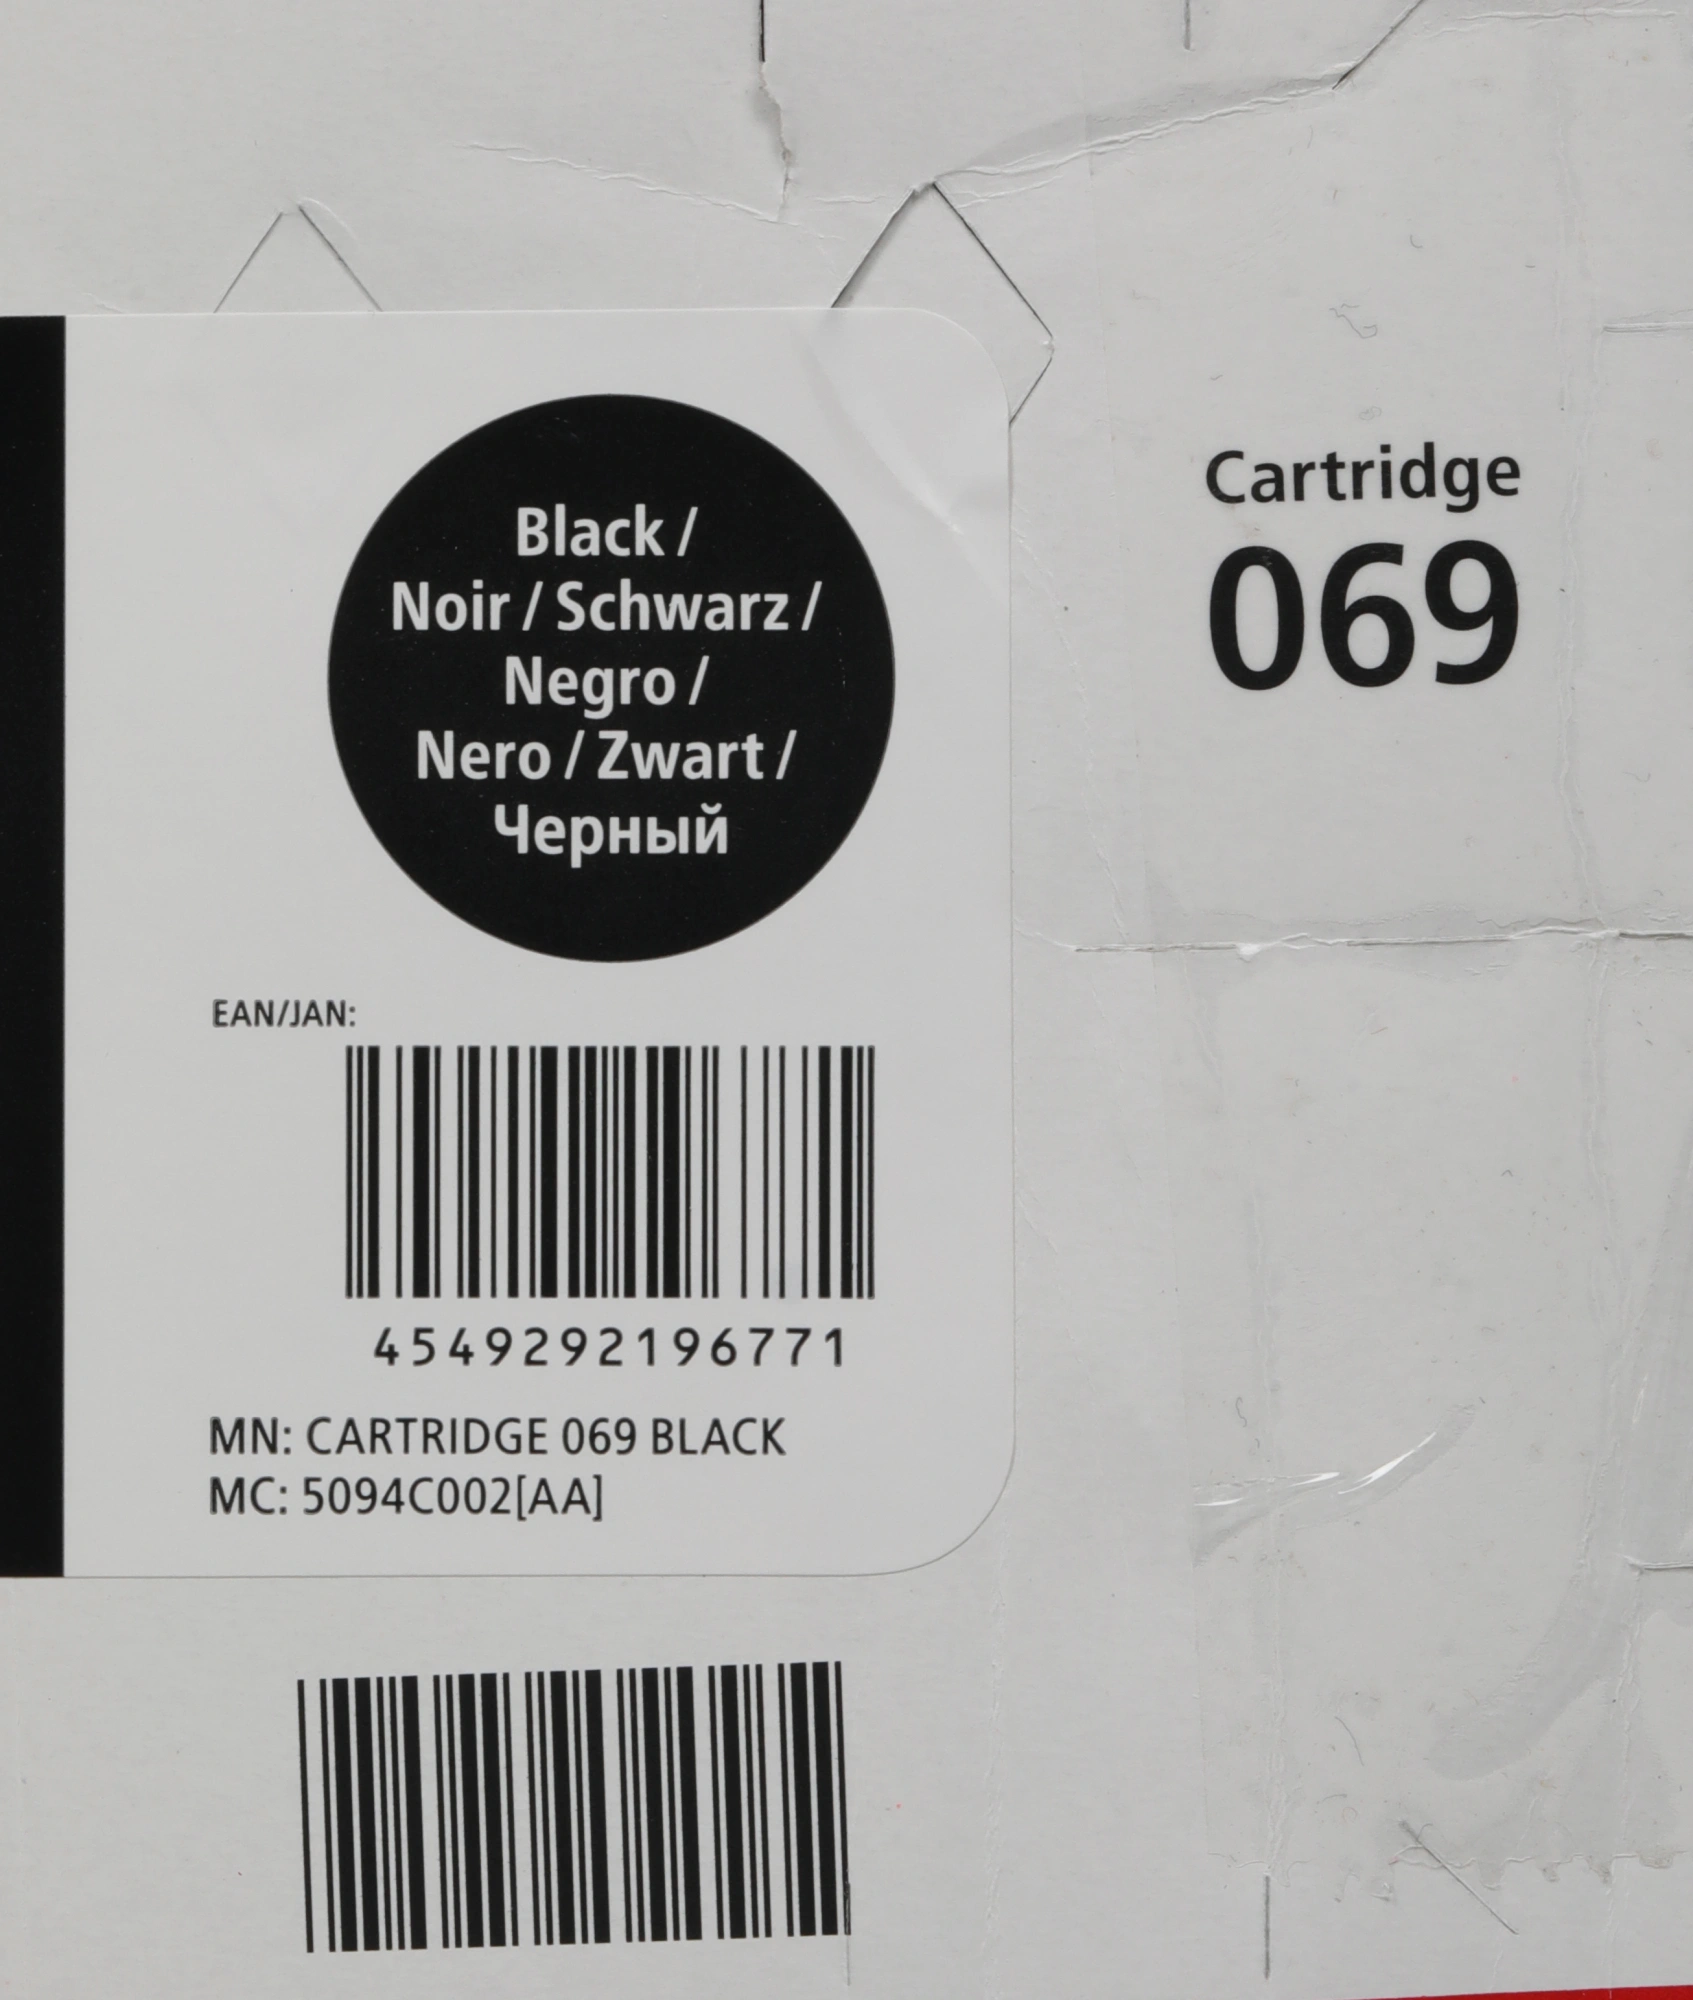 Black /
Noir / Schwarz /
Negro /
Nero / Zwart /
Черный
Cartridge
069
EAN/JAN:
4549292196771
MN: CARTRIDGE 069 BLACK
MC: 5094C002[AA]